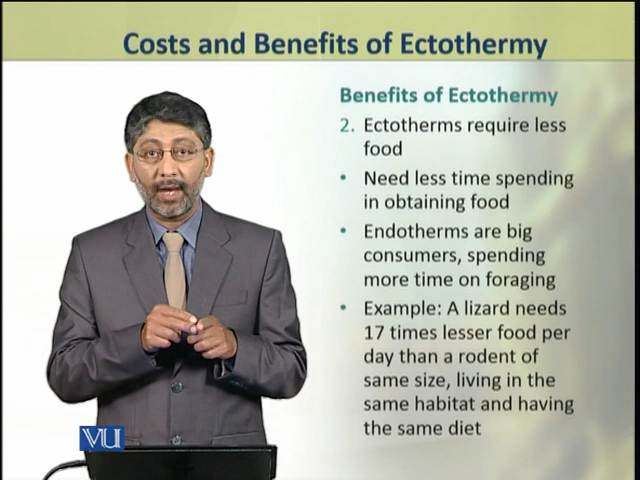 Costs and Benefits of Ectothermy
Benefits of Ectothermy
2. Ectotherms require less
food
• Need less time spending
in obtaining food
• Endotherms are big
consumers, spending
more time on foraging
• Example: A lizard needs
17 times lesser food per
day than a rodent of
same size, living in the
same habitat and having
the same diet
VU